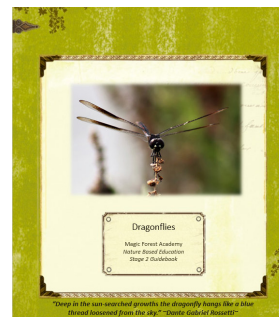 Dragonflies
Magic Forest Academy
Nature Based Education
Stage 2 Guidebook
"Deep in the sun-searched growths the dragonfly hangs like a blue
thread loosened from the sky." ~Dante Gabriel Rossetti~